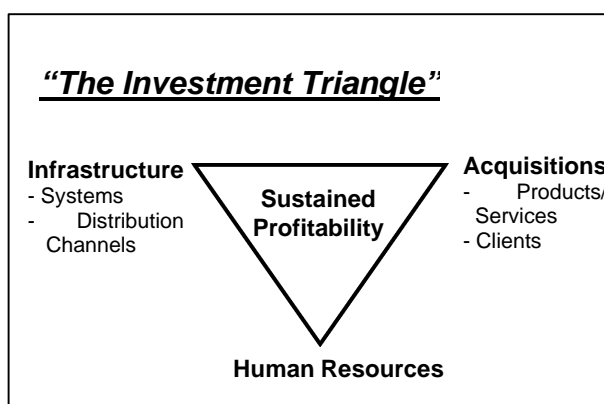 “The Investment Triangle”
Infrastructure
- Systems
- Distribution
Channels
Sustained
Profitability
Acquisitions
- Products/
Services
- Clients
Human Resources